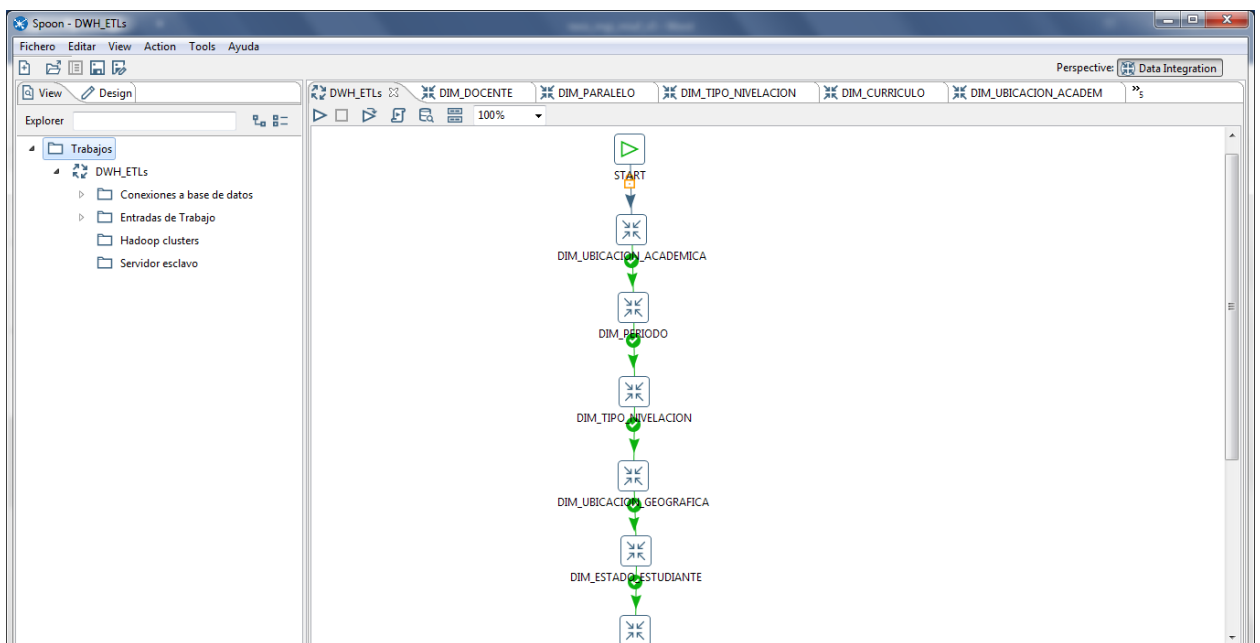 Spoon - DWH_ETLs
Fichero Editar View Action Tools Ayuda
Perspective: Data Integration
View Design
DWH_ETLs DIM_DOCENTE DIM_PARALELO DIM_TIPO_NIVELACION DIM_CURRICULO DIM_UBICACION_ACADEM »5
Explorer
100%
Trabajos
DWH_ETLs
Conexiones a base de datos
Entradas de Trabajo
Hadoop clusters
Servidor esclavo
START
DIM_UBICACION_ACADEMICA
DIM_PERIODO
DIM_TIPO_NIVELACION
DIM_UBICACION_GEOGRAFICA
DIM_ESTADO_ESTUDIANTE